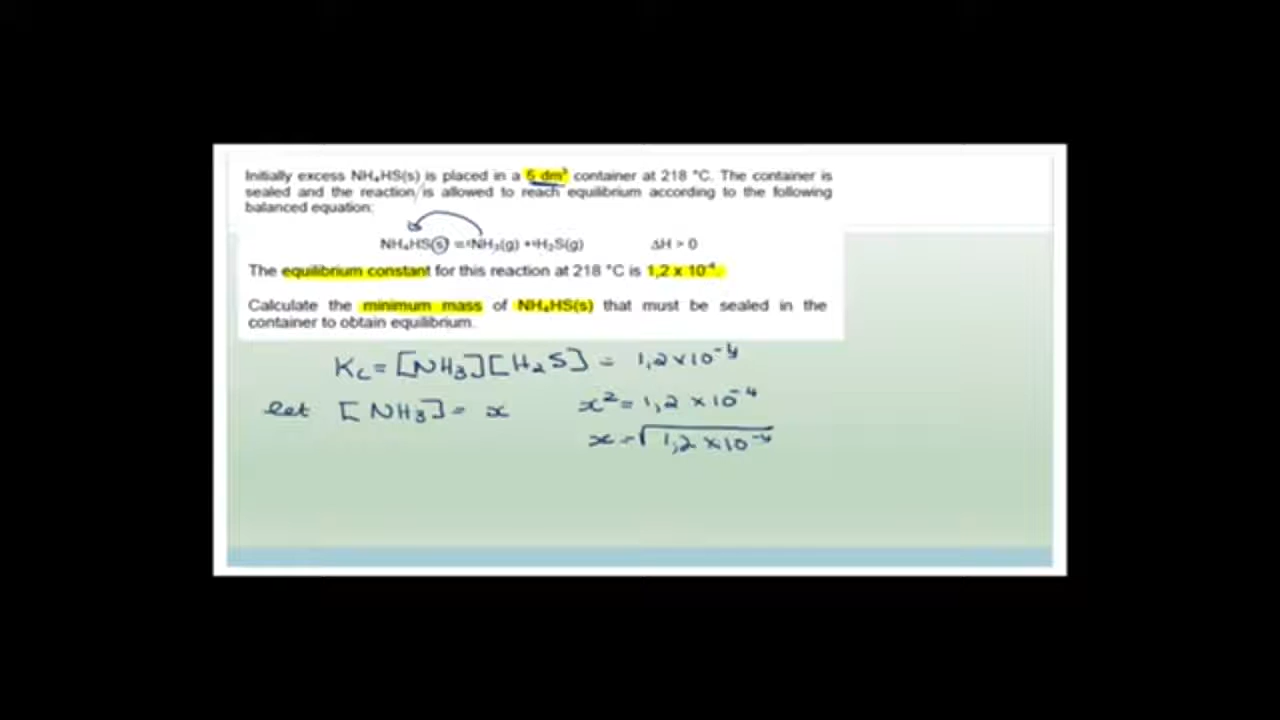 Initially excess NH₄HS(s) is placed in a 5 dm³ container at 218 °C. The container is
sealed and the reaction is allowed to reach equilibrium according to the following
balanced equation:
NH₄HS(s) ⇌ NH₃(g) + H₂S(g) ΔH > 0
The equilibrium constant for this reaction at 218 °C is 1,2 x 10⁻⁴.
Calculate the minimum mass of NH₄HS(s) that must be sealed in the
container to obtain equilibrium.
Kc = [NH₃][H₂S] = 1,2 x 10⁻⁴
let [NH₃] = x x² = 1,2 x 10⁻⁴
x = √1,2 x 10⁻⁴